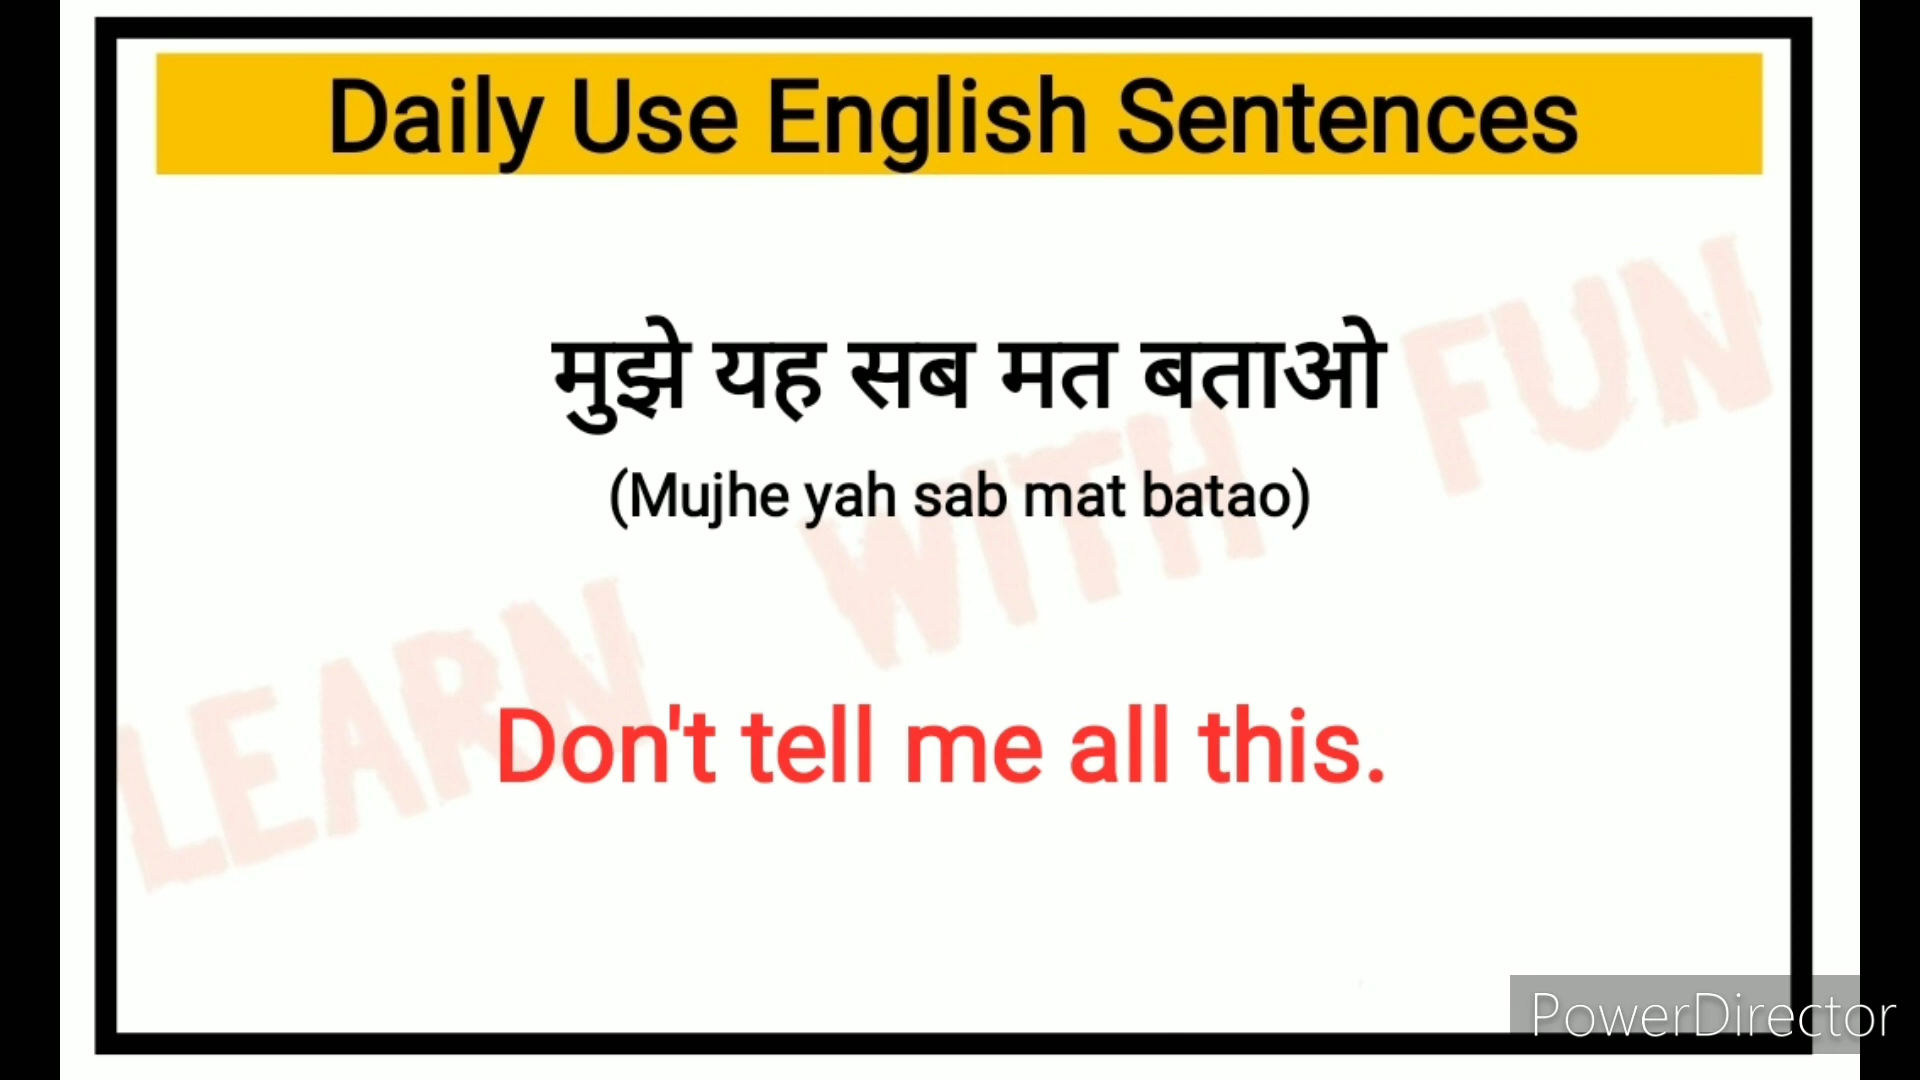 Daily Use English Sentences
मुझे यह सब मत बताओ
(Mujhe yah sab mat batao)
LEARN WITH FUN
Don't tell me all this.
PowerDirector